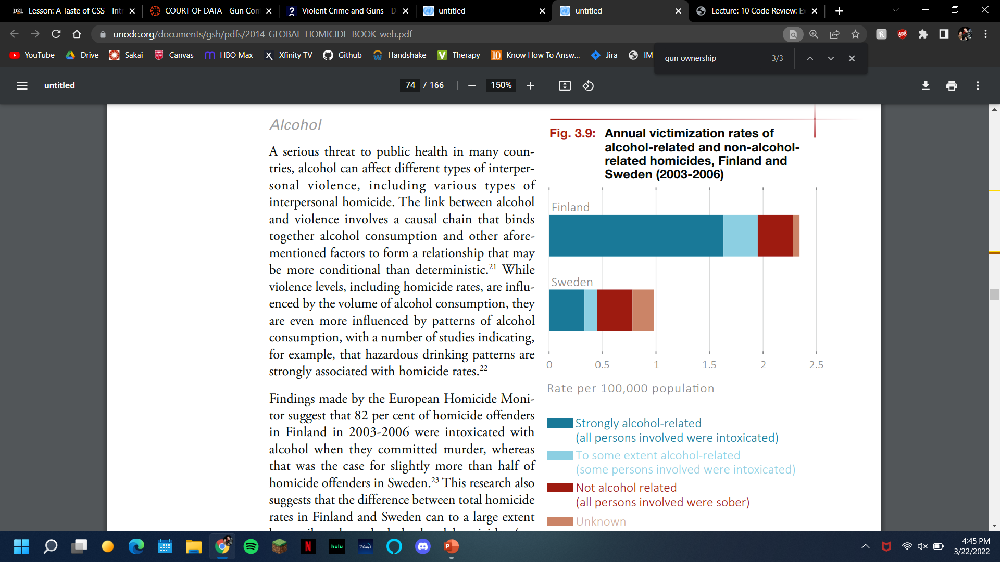 D2L Lesson: A Taste of CSS - Intr
COURT OF DATA - Gun Con
Violent Crime and Guns - D
untitled
untitled
Lecture: 10 Code Review: Ex
unodc.org/documents/gsh/pdfs/2014_GLOBAL_HOMICIDE_BOOK_web.pdf
YouTube
Drive
Sakai
Canvas
HBO Max
Xfinity TV
Github
Handshake
Therapy
Know How To Answ...
Jira
IM
gun ownership 3/3
untitled
74 / 166
150%
Alcohol
A serious threat to public health in many coun-
tries, alcohol can affect different types of interper-
sonal violence, including various types of
interpersonal homicide. The link between alcohol
and violence involves a causal chain that binds
together alcohol consumption and other afore-
mentioned factors to form a relationship that may
be more conditional than deterministic.21 While
violence levels, including homicide rates, are influ-
enced by the volume of alcohol consumption, they
are even more influenced by patterns of alcohol
consumption, with a number of studies indicating,
for example, that hazardous drinking patterns are
strongly associated with homicide rates.22
Findings made by the European Homicide Moni-
tor suggest that 82 per cent of homicide offenders
in Finland in 2003-2006 were intoxicated with
alcohol when they committed murder, whereas
that was the case for slightly more than half of
homicide offenders in Sweden.23 This research also
suggests that the difference between total homicide
rates in Finland and Sweden can to a large extent
Fig. 3.9: Annual victimization rates of
alcohol-related and non-alcohol-
related homicides, Finland and
Sweden (2003-2006)
Finland
Sweden
0 0.5 1 1.5 2 2.5
Rate per 100,000 population
Strongly alcohol-related
(all persons involved were intoxicated)
To some extent alcohol-related
(some persons involved were intoxicated)
Not alcohol related
(all persons involved were sober)
Unknown
hulu
Disney+
4:45 PM
3/22/2022